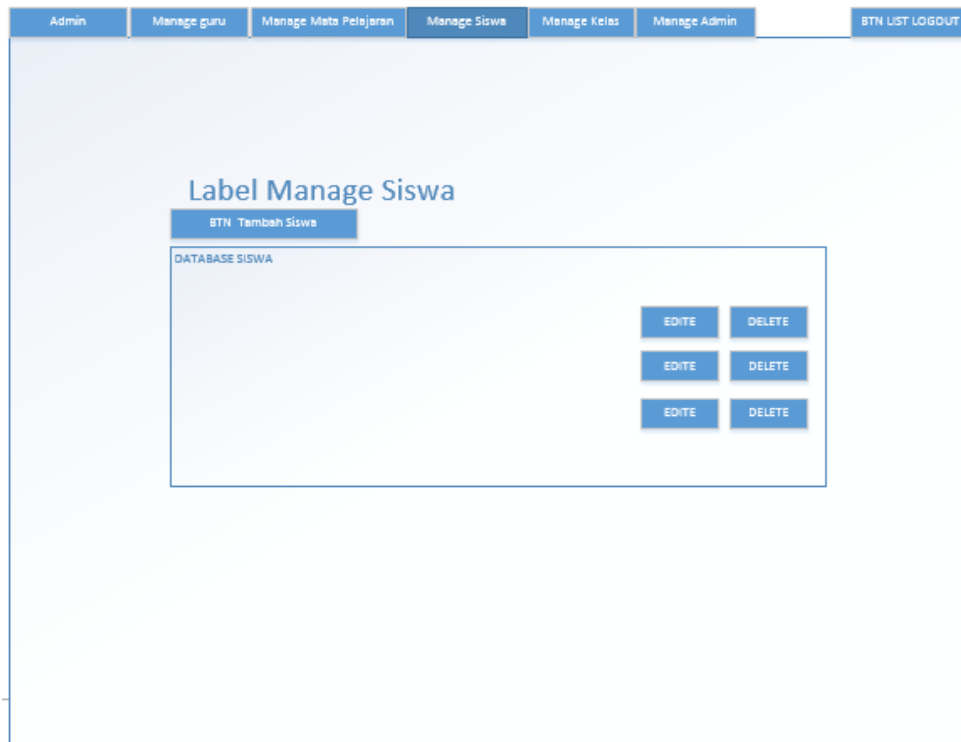 Admin Manage guru Manage Mata Pelajaran Manage Siswa Manage Kelas Manage Admin BTN LIST LOGOUT
Label Manage Siswa
BTN Tambah Siswa
DATABASE SISWA
EDITE DELETE
EDITE DELETE
EDITE DELETE